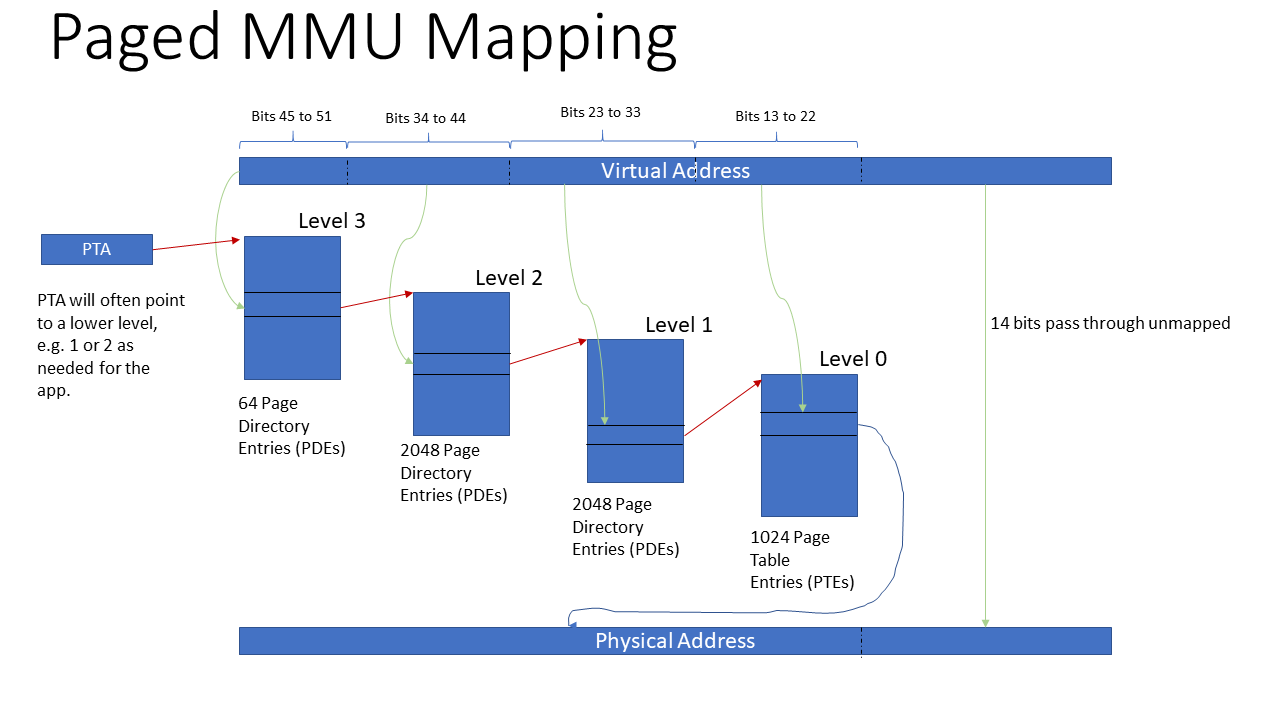 Paged MMU Mapping
Bits 45 to 51
Bits 34 to 44
Bits 23 to 33
Bits 13 to 22
Virtual Address
Level 3
PTA
PTA will often point
to a lower level,
e.g. 1 or 2 as
needed for the
app.
64 Page
Directory
Entries (PDEs)
Level 2
2048 Page
Directory
Entries (PDEs)
Level 1
2048 Page
Directory
Entries (PDEs)
Level 0
1024 Page
Table
Entries (PTEs)
14 bits pass through unmapped
Physical Address